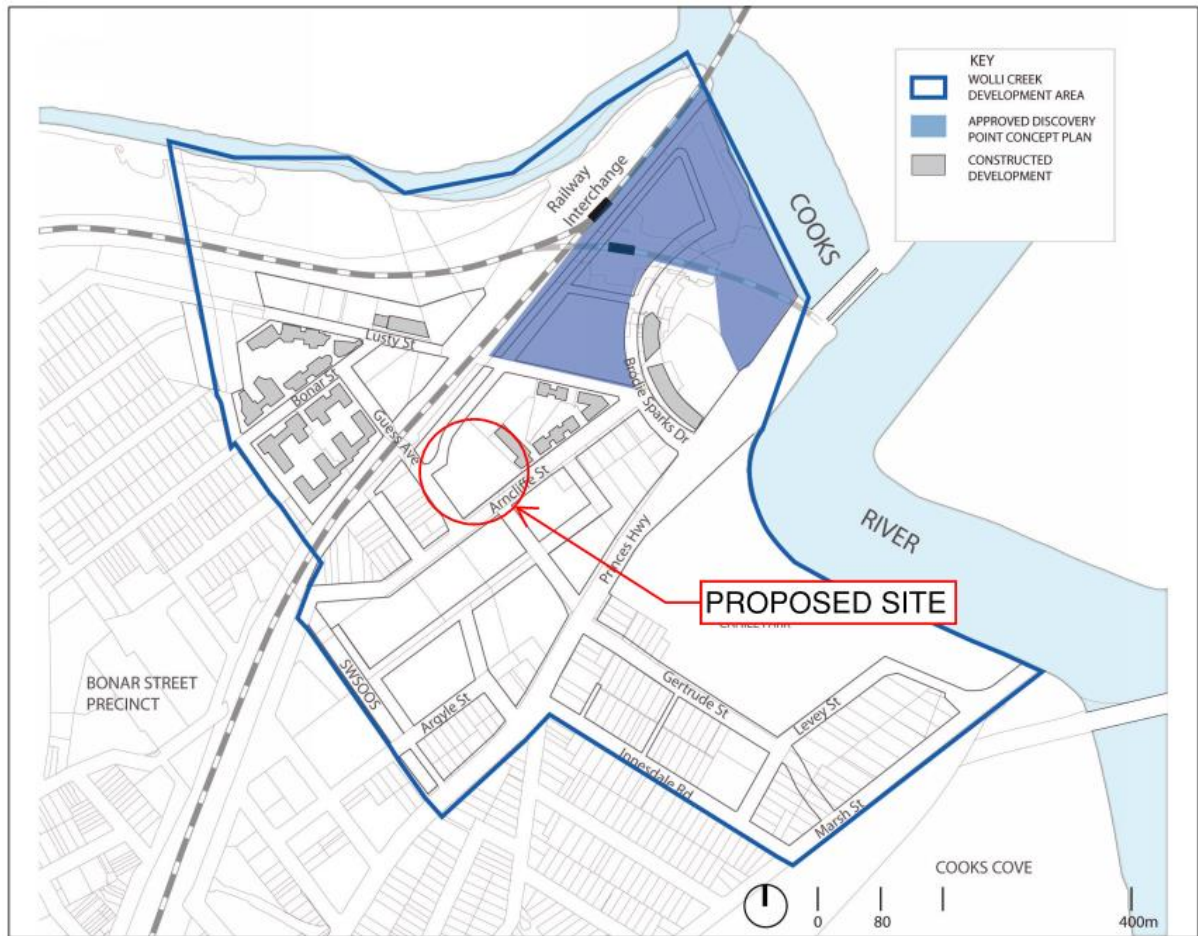 KEY
WOLLI CREEK
DEVELOPMENT AREA
APPROVED DISCOVERY
POINT CONCEPT PLAN
CONSTRUCTED
DEVELOPMENT
Railway
Interchange
COOKS
Lusty St
Bonar St
Guess Ave
Brodie Sparks Dr
Arncliffe St
Princes Hwy
RIVER
PROPOSED SITE
BONAR STREET
PRECINCT
SWSOOS
Argyle St
Gertrude St
Levey St
Innesdale Rd
Marsh St
COOKS COVE
0
80
400m